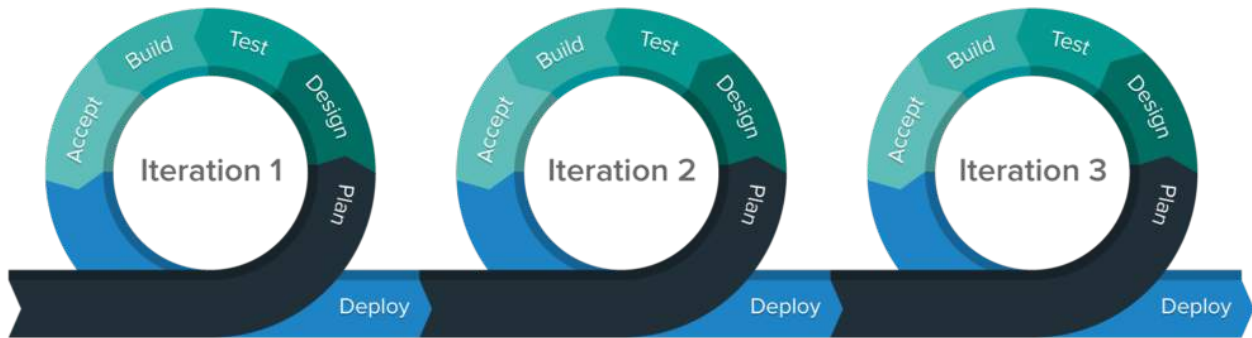 Accept
Build
Test
Design
Plan
Iteration 1
Deploy
Accept
Build
Test
Design
Plan
Iteration 2
Deploy
Accept
Build
Test
Design
Plan
Iteration 3
Deploy